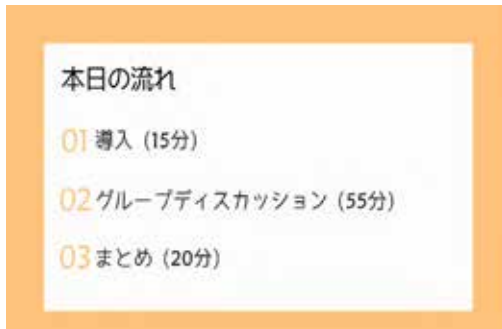 本日の流れ
01 導入 (15分)
02 グループディスカッション (55分)
03 まとめ (20分)